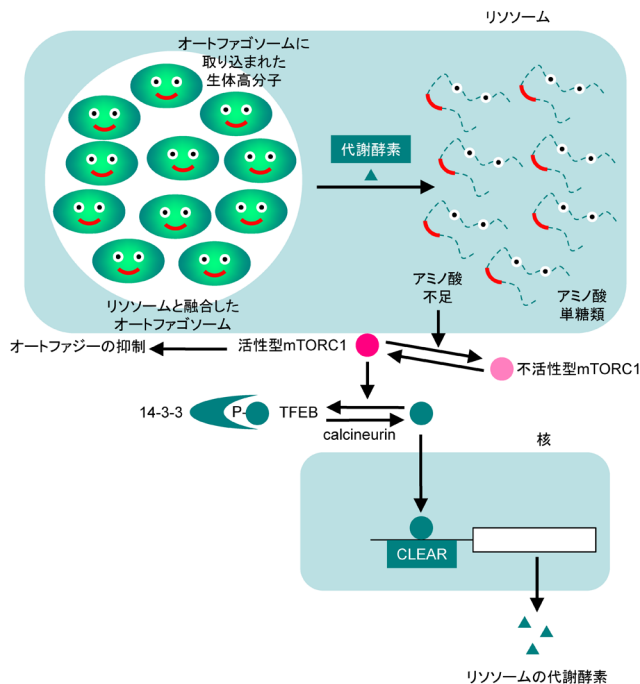 リソソーム
オートファゴソームに
取り込まれた
生体高分子
代謝酵素
アミノ酸
不足
アミノ酸
単糖類
リソソームと融合した
オートファゴソーム
オートファジーの抑制
活性型mTORC1
不活性型mTORC1
14-3-3
P-
TFEB
calcineurin
核
CLEAR
リソソームの代謝酵素